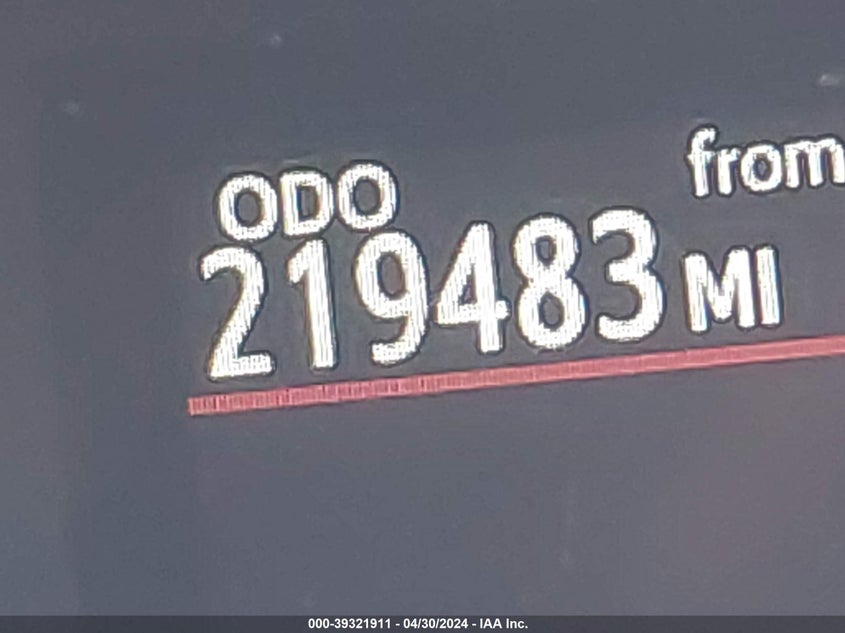 from
ODO
219483 MI
000-39321911 - 04/30/2024 - IAA Inc.